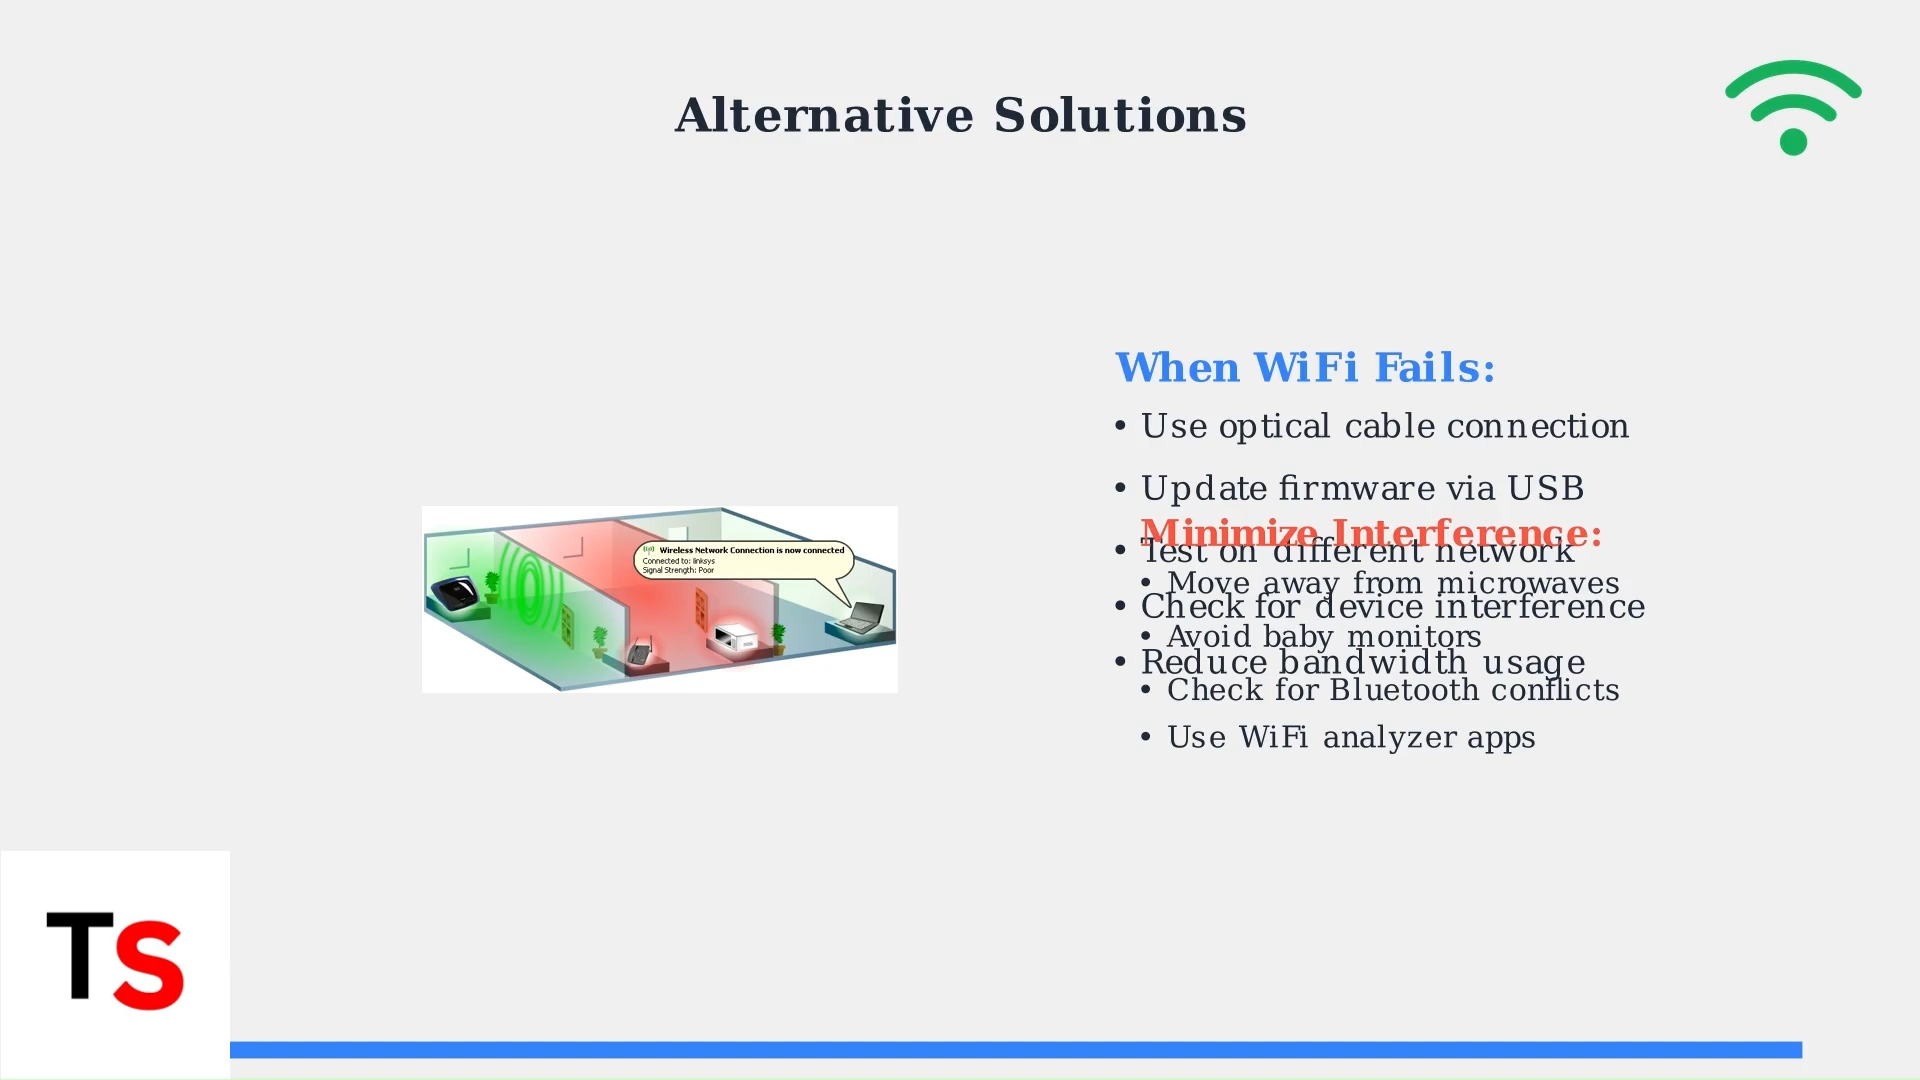 Alternative Solutions
Wireless Network Connection is now connected
Connected to: linksys
Signal Strength: Poor
When WiFi Fails:
• Use optical cable connection
• Update firmware via USB
• Test on different network
• Check for device interference
• Reduce bandwidth usage
Minimize Interference:
• Move away from microwaves
• Avoid baby monitors
• Check for Bluetooth conflicts
• Use WiFi analyzer apps
TS